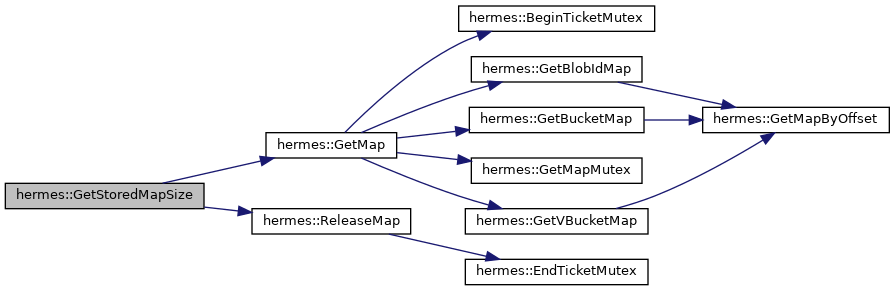 hermes::BeginTicketMutex
hermes::GetBlobIdMap
hermes::GetBucketMap
hermes::GetMapByOffset
hermes::GetMap
hermes::GetMapMutex
hermes::GetStoredMapSize
hermes::ReleaseMap
hermes::GetVBucketMap
hermes::EndTicketMutex